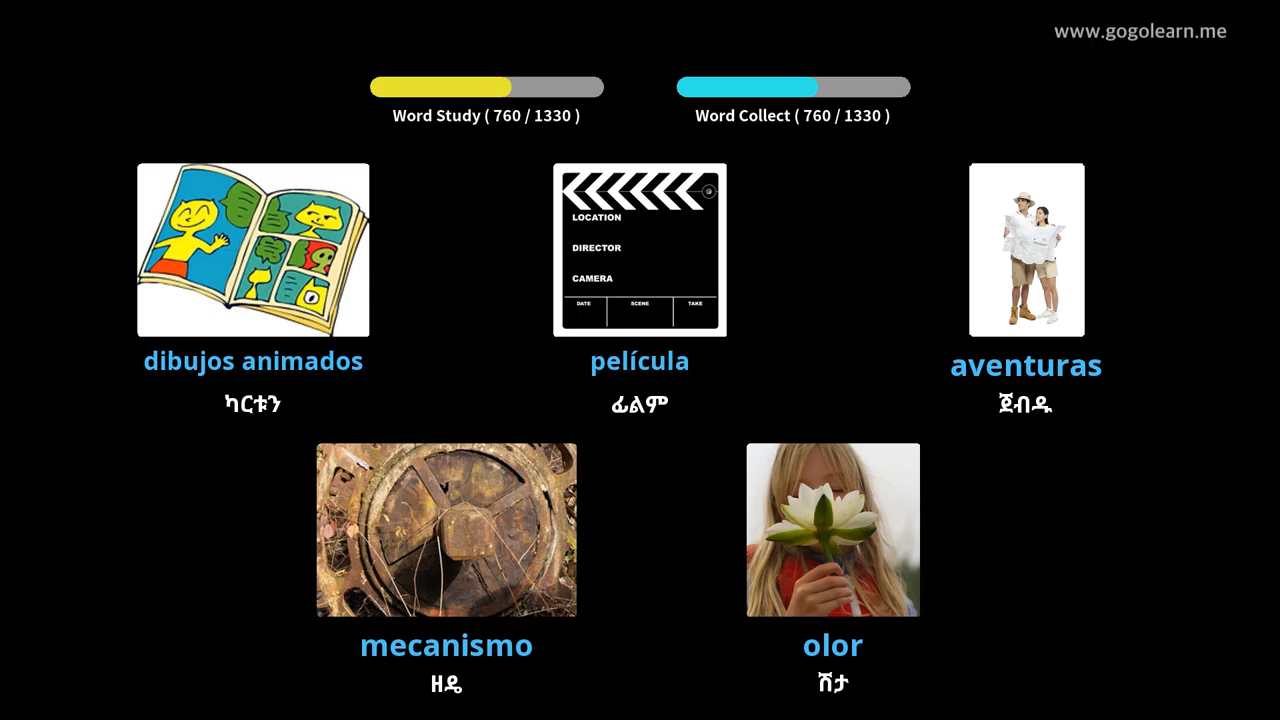 www.gogolearn.me
Word Study ( 760 / 1330 )
Word Collect ( 760 / 1330 )
LOCATION
DIRECTOR
CAMERA
DATE
SCENE
TAKE
dibujos animados
película
aventuras
ካርቱን
ፊልም
ጀብዱ
mecanismo
olor
ዘዴ
ሽታ